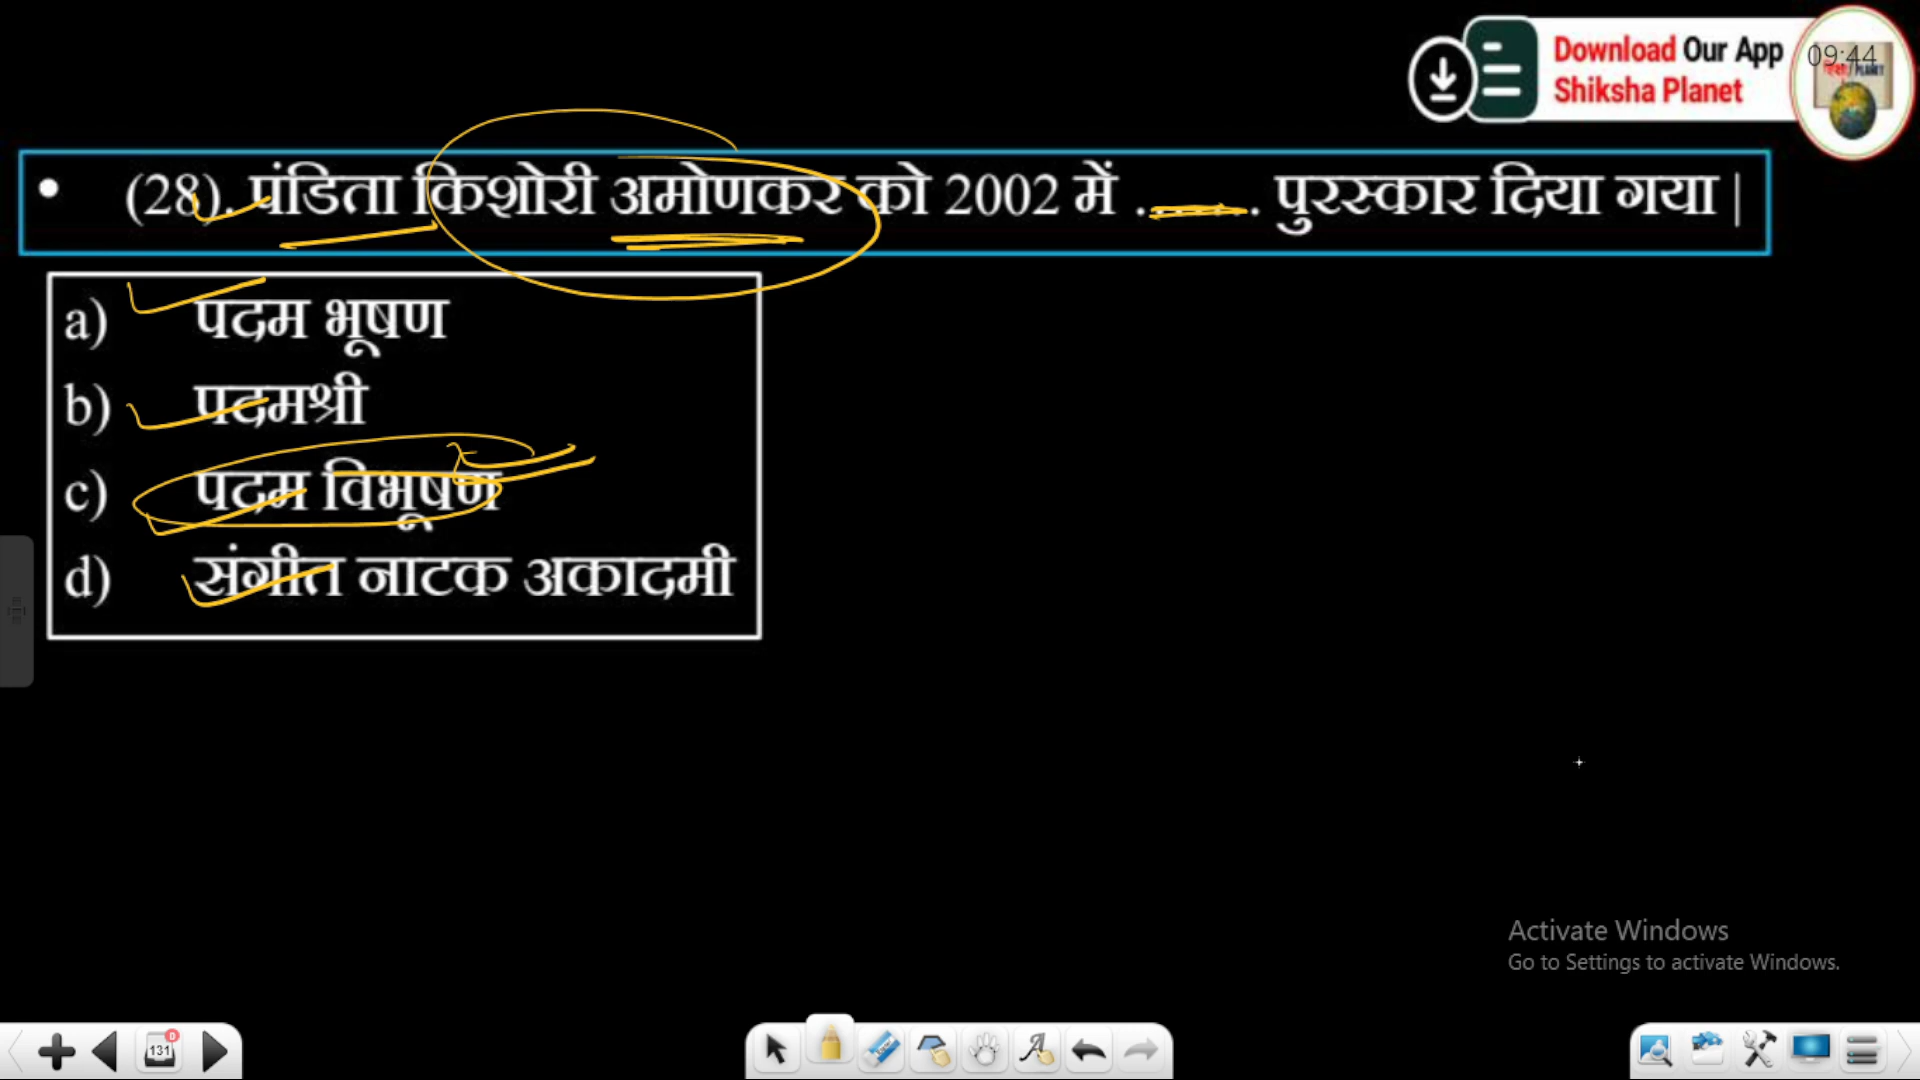 Download Our App
Shiksha Planet
09:44
• (28). पंडिता किशोरी अमोणकर को 2002 में ......... पुरस्कार दिया गया |
a) पदम भूषण
b) पदमश्री
c) पदम विभूषण
d) संगीत नाटक अकादमी
Activate Windows
Go to Settings to activate Windows.
131